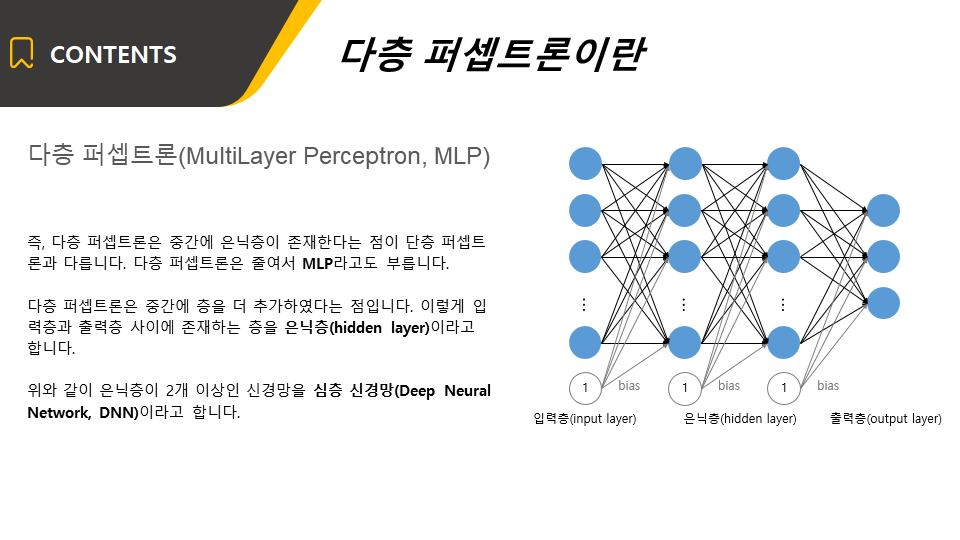 CONTENTS
다층 퍼셉트론이란
다층 퍼셉트론(MultiLayer Perceptron, MLP)
즉, 다층 퍼셉트론은 중간에 은닉층이 존재한다는 점이 단층 퍼셉트
론과 다릅니다. 다층 퍼셉트론은 줄여서 MLP라고도 부릅니다.
다층 퍼셉트론은 중간에 층을 더 추가하였다는 점입니다. 이렇게 입
력층과 출력층 사이에 존재하는 층을 은닉층(hidden layer)이라고
합니다.
위와 같이 은닉층이 2개 이상인 신경망을 심층 신경망(Deep Neural
Network, DNN)이라고 합니다.
1 bias 1 bias 1 bias
입력층(input layer) 은닉층(hidden layer) 출력층(output layer)